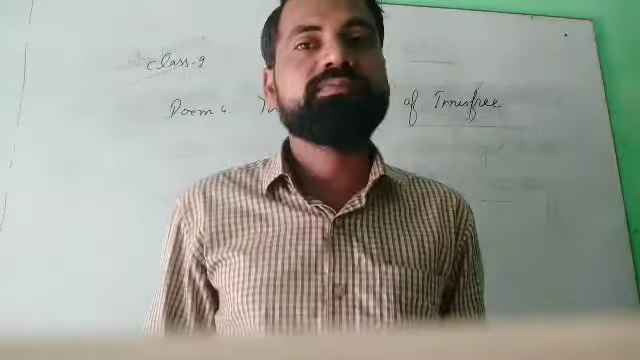 Class-9
Poem 4. of Innisfree